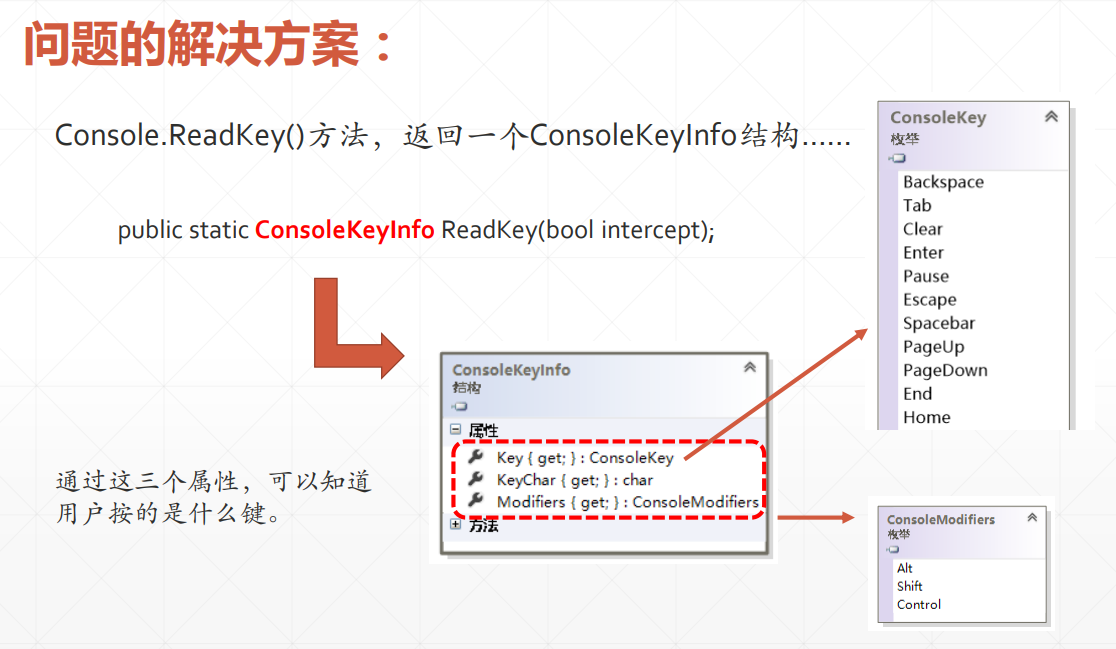 问题的解决方案：
Console.ReadKey()方法，返回一个ConsoleKeyInfo结构……
public static ConsoleKeyInfo ReadKey(bool intercept);
ConsoleKeyInfo
结构
属性
Key { get; } : ConsoleKey
KeyChar { get; } : char
Modifiers { get; } : ConsoleModifiers
方法
通过这三个属性，可以知道
用户按的是什么键。
ConsoleKey
枚举
Backspace
Tab
Clear
Enter
Pause
Escape
Spacebar
PageUp
PageDown
End
Home
ConsoleModifiers
枚举
Alt
Shift
Control